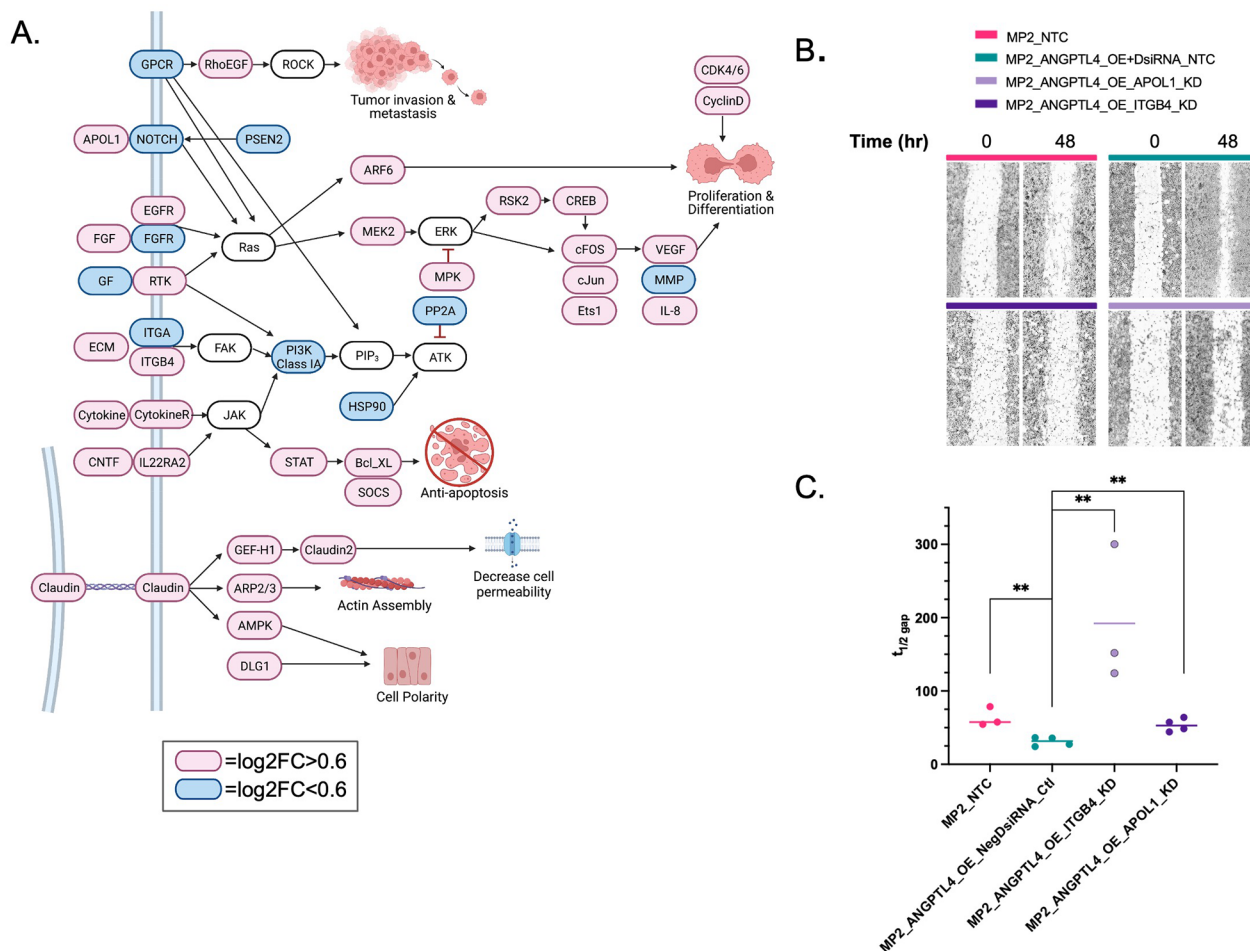 A.
GPCR
RhoEGF
ROCK
Tumor invasion &
metastasis
APOL1
NOTCH
PSEN2
CDK4/6
CyclinD
ARF6
Proliferation &
Differentiation
EGFR
FGF
FGFR
Ras
MEK2
ERK
RSK2
CREB
GF
RTK
MPK
cFOS
VEGF
cJun
MMP
Ets1
IL-8
PP2A
ECM
ITGA
ITGB4
FAK
PI3K
Class IA
PIP₃
ATK
HSP90
Cytokine
CytokineR
JAK
CNTF
IL22RA2
STAT
Bcl_XL
SOCS
Anti-apoptosis
GEF-H1
Claudin2
Decrease cell
permeability
Claudin
Claudin
ARP2/3
Actin Assembly
AMPK
DLG1
Cell Polarity
=log2FC>0.6
=log2FC<0.6
B.
MP2_NTC
MP2_ANGPTL4_OE+DsiRNA_NTC
MP2_ANGPTL4_OE_APOL1_KD
MP2_ANGPTL4_OE_ITGB4_KD
Time (hr) 0 48 0 48
C.
**
**
**
t1/2 gap
300
200
100
0
MP2_NTC
MP2_ANGPTL4_OE_NegDsiRNA_Ctl
MP2_ANGPTL4_OE_ITGB4_KD
MP2_ANGPTL4_OE_APOL1_KD